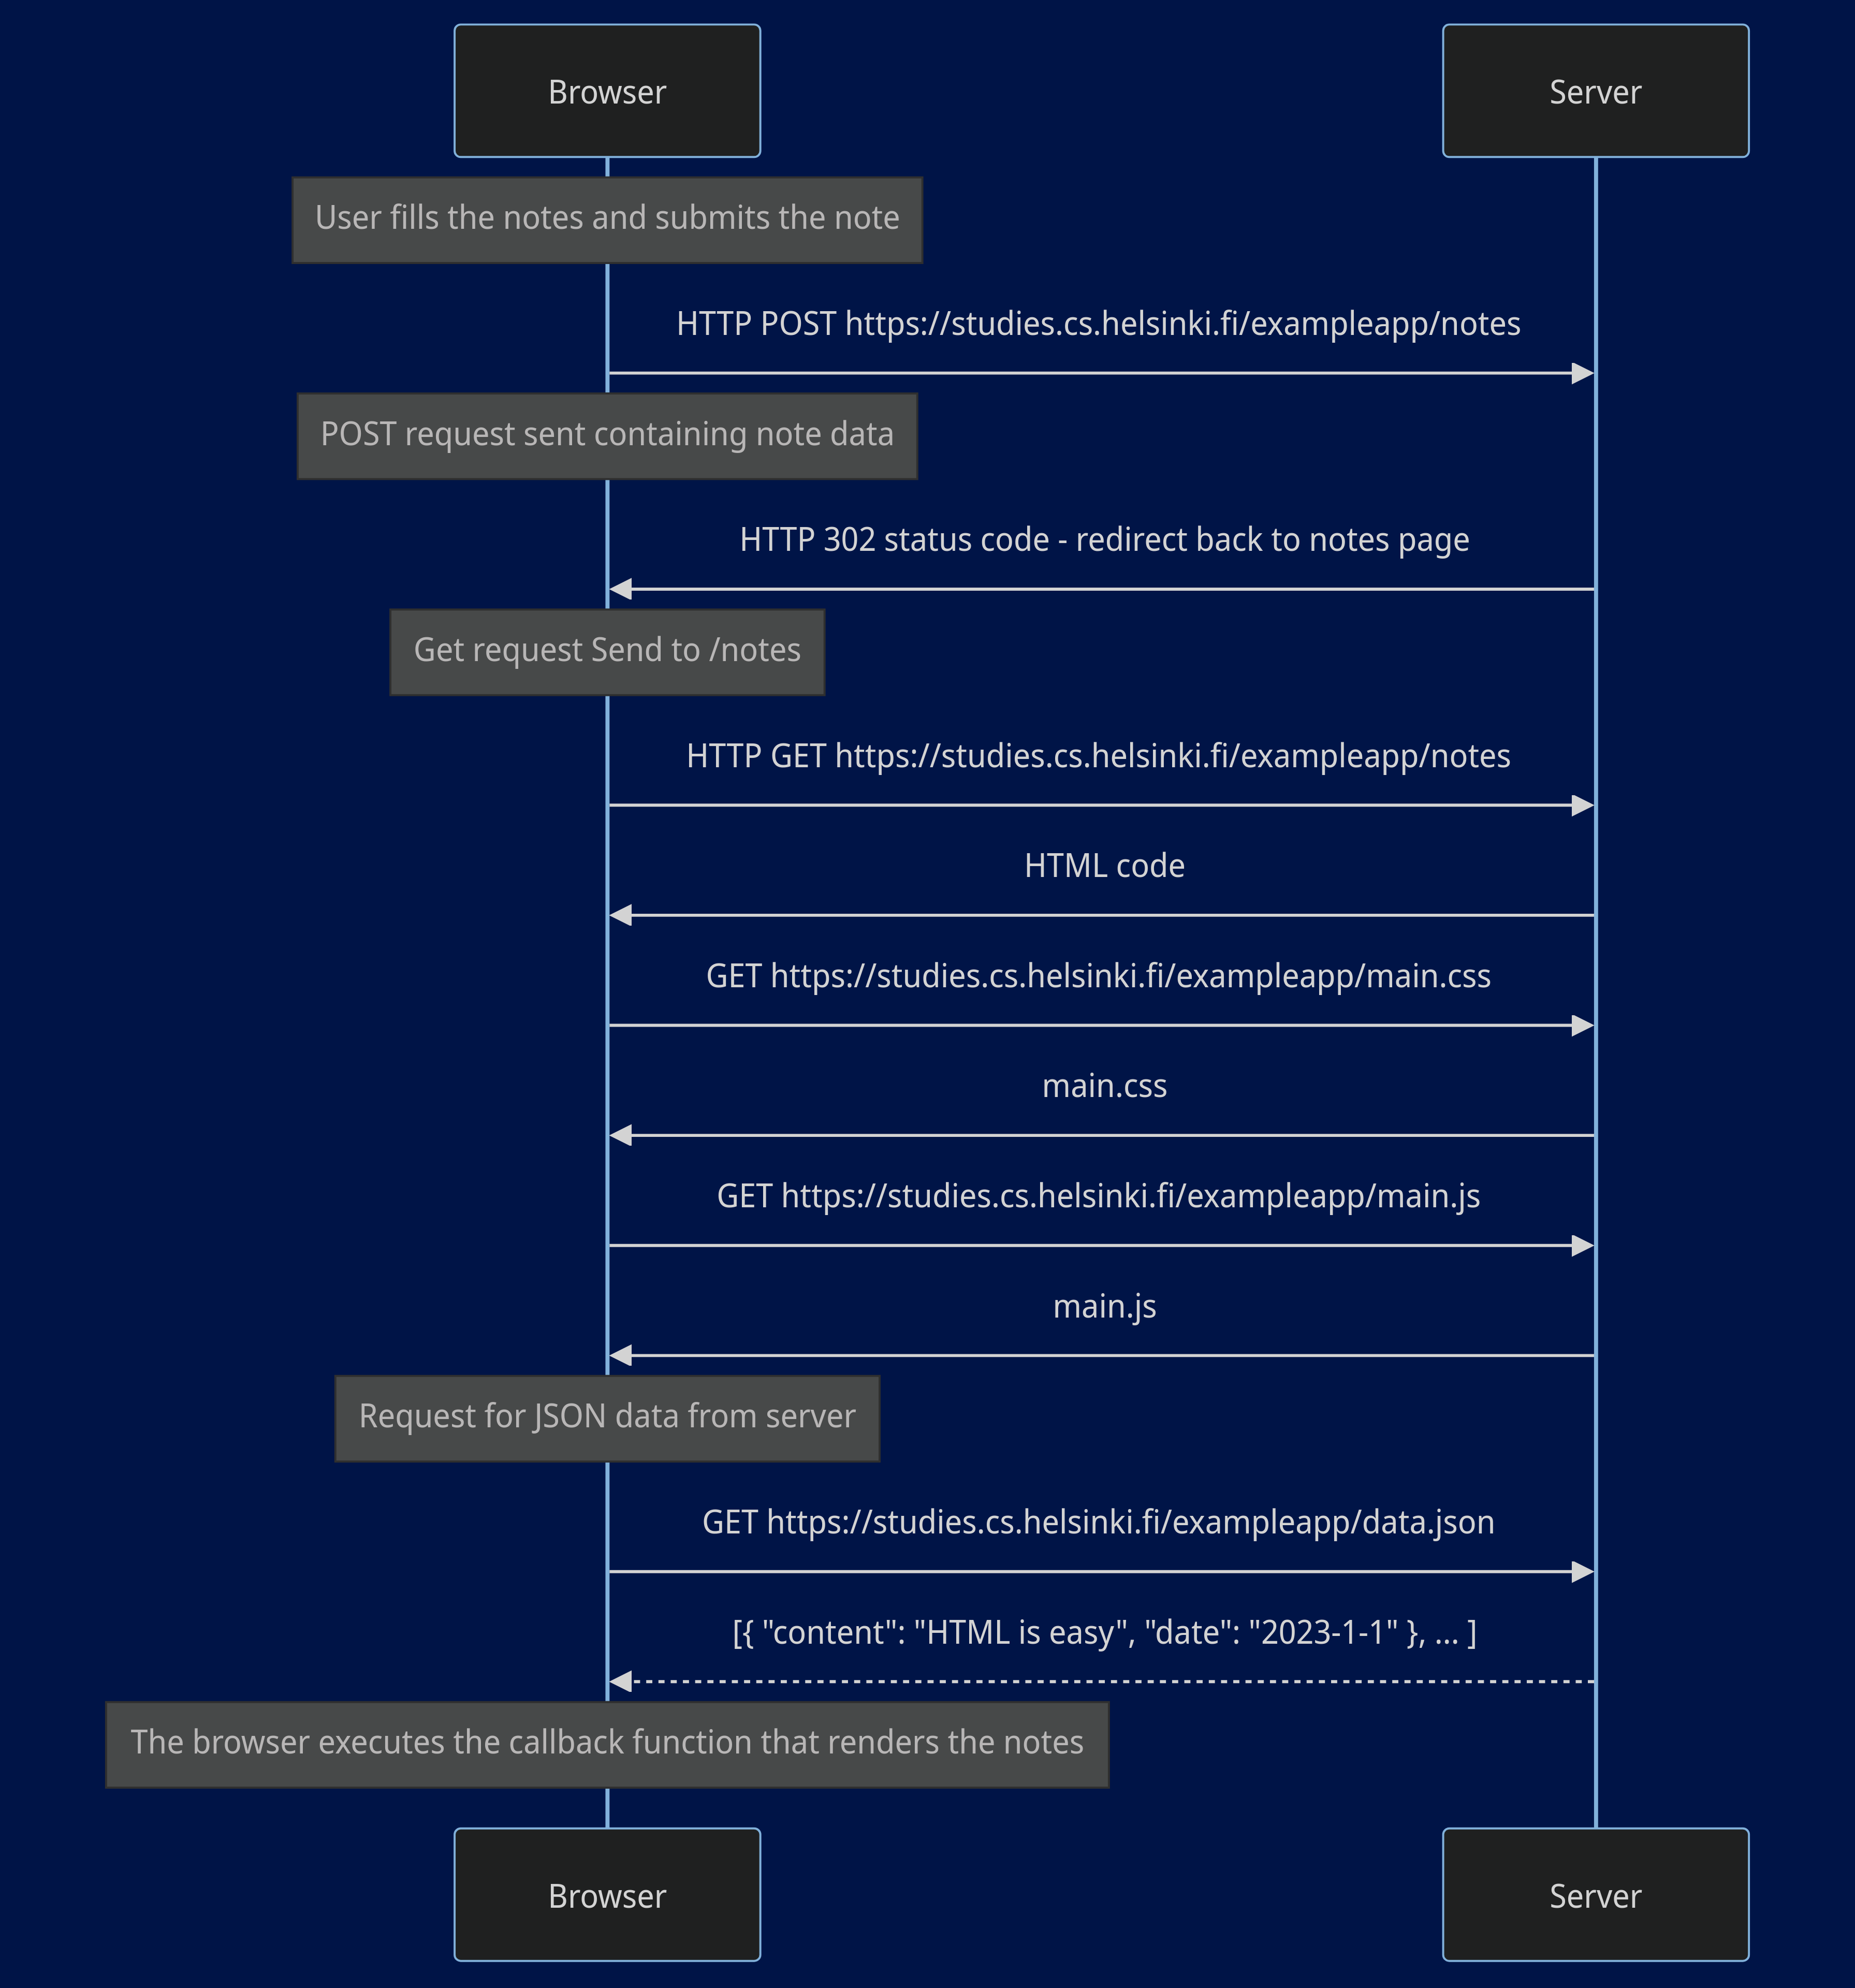 Browser
Server
User fills the notes and submits the note
HTTP POST https://studies.cs.helsinki.fi/exampleapp/notes
POST request sent containing note data
HTTP 302 status code - redirect back to notes page
Get request Send to /notes
HTTP GET https://studies.cs.helsinki.fi/exampleapp/notes
HTML code
GET https://studies.cs.helsinki.fi/exampleapp/main.css
main.css
GET https://studies.cs.helsinki.fi/exampleapp/main.js
main.js
Request for JSON data from server
GET https://studies.cs.helsinki.fi/exampleapp/data.json
[{ "content": "HTML is easy", "date": "2023-1-1" }, ... ]
The browser executes the callback function that renders the notes
Browser
Server